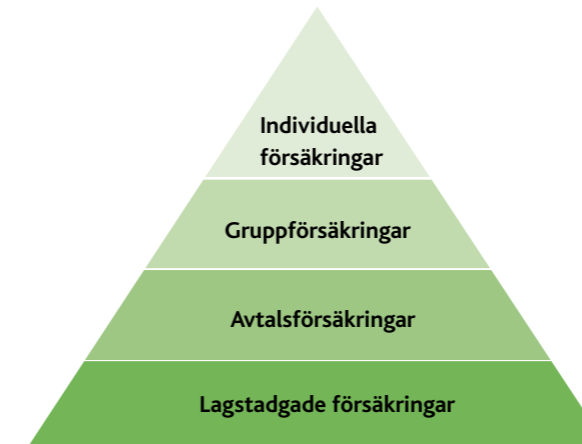 Individuella
försäkringar
Gruppförsäkringar
Avtalsförsäkringar
Lagstadgade försäkringar